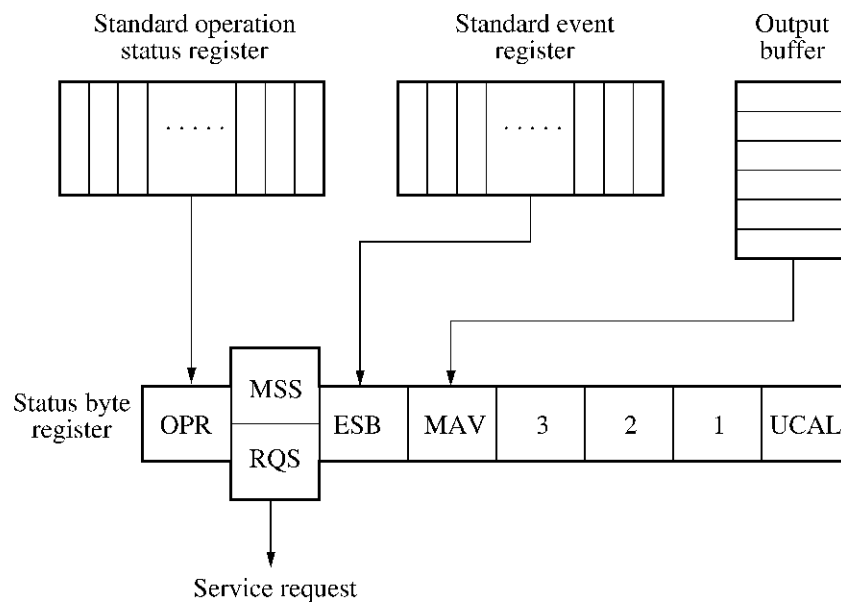 Standard operation
status register
Standard event
register
Output
buffer
. . . . .
. . . . .
Status byte
register
OPR
MSS
RQS
ESB
MAV
3
2
1
UCAL
Service request